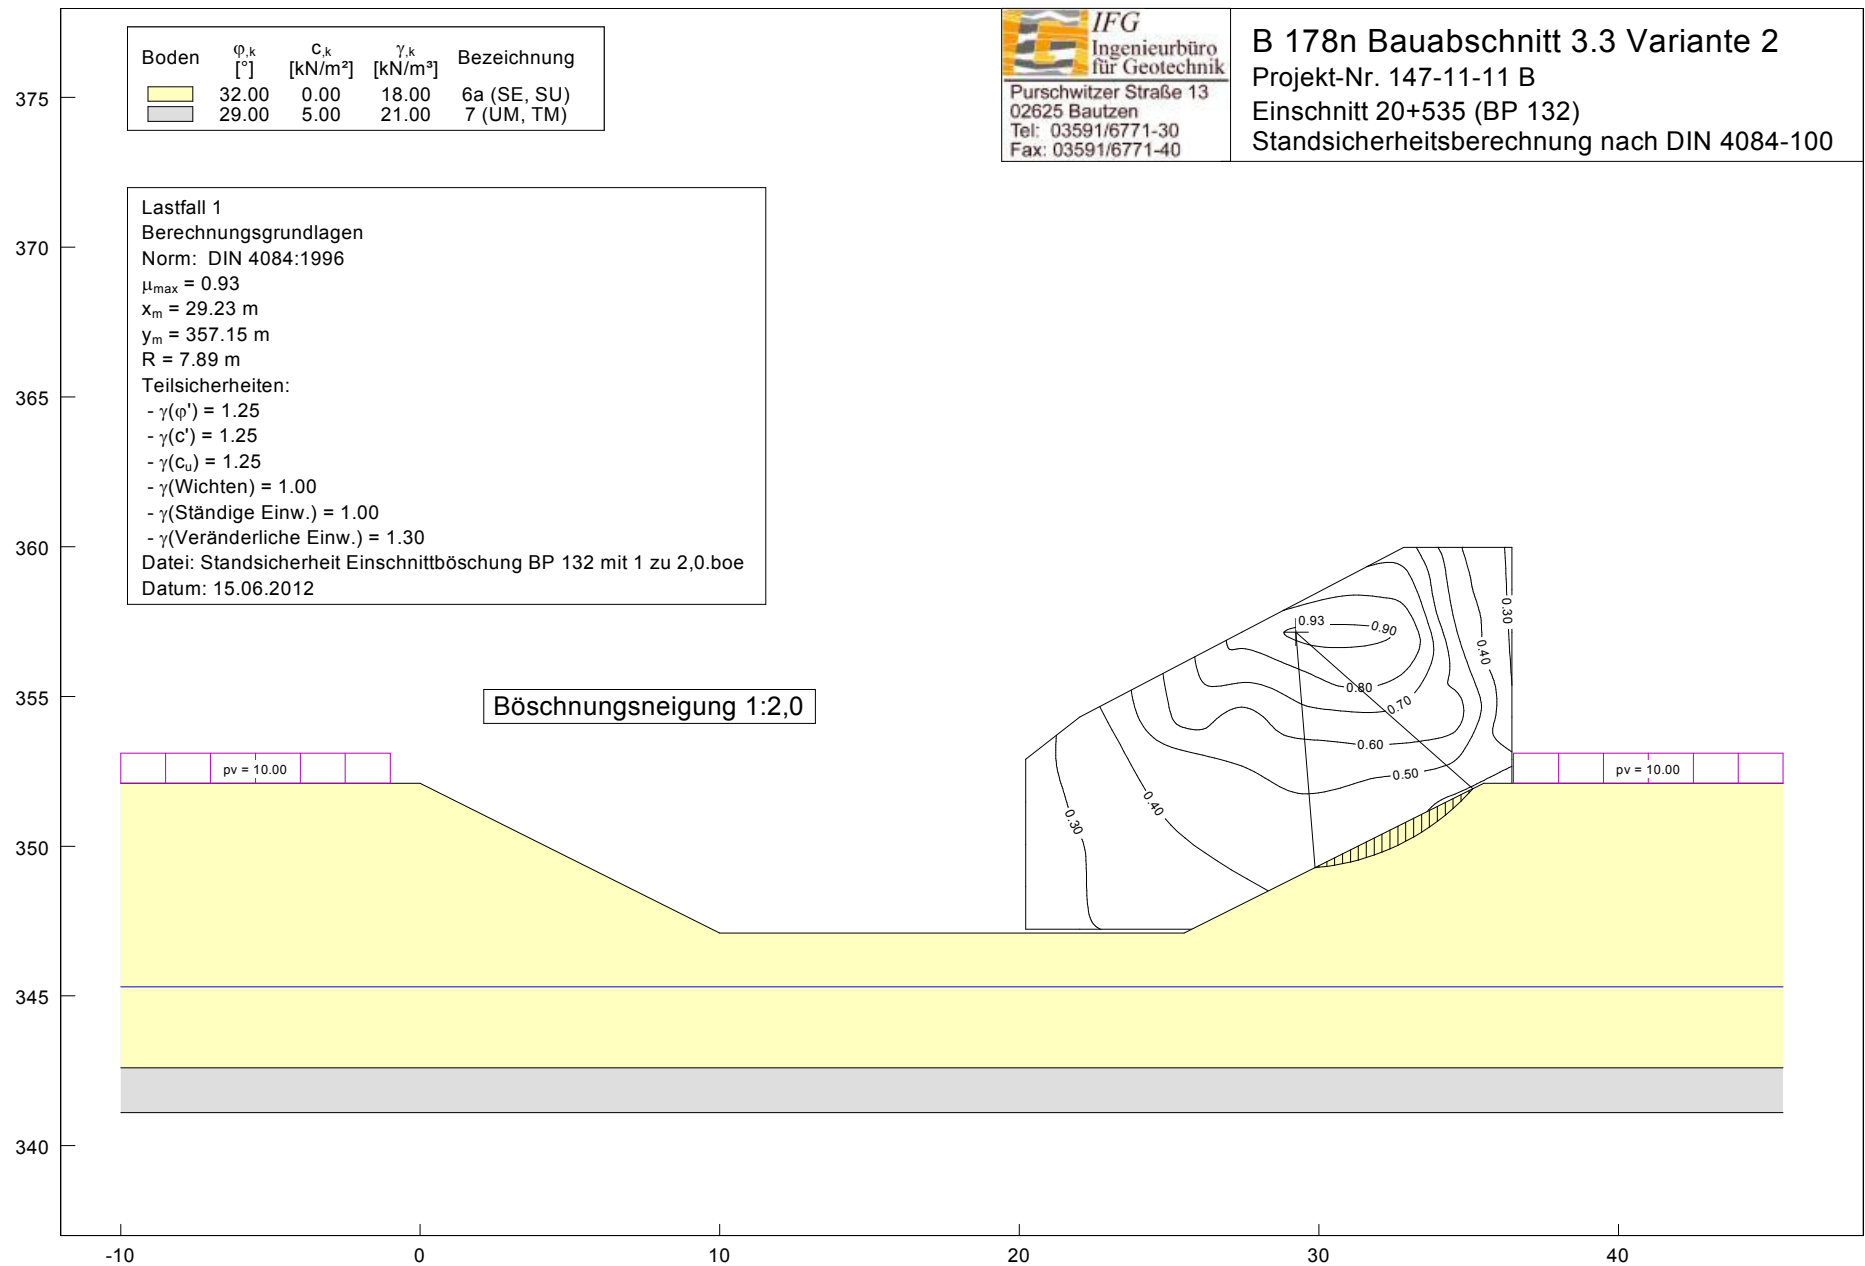 Boden φ,k [°] c,k [kN/m²] γ,k [kN/m³] Bezeichnung
32.00 0.00 18.00 6a (SE, SU)
29.00 5.00 21.00 7 (UM, TM)
IFG
Ingenieurbüro
für Geotechnik
Purschwitzer Straße 13
02625 Bautzen
Tel: 03591/6771-30
Fax: 03591/6771-40
B 178n Bauabschnitt 3.3 Variante 2
Projekt-Nr. 147-11-11 B
Einschnitt 20+535 (BP 132)
Standsicherheitsberechnung nach DIN 4084-100
Lastfall 1
Berechnungsgrundlagen
Norm: DIN 4084:1996
μmax = 0.93
xm = 29.23 m
ym = 357.15 m
R = 7.89 m
Teilsicherheiten:
- γ(φ') = 1.25
- γ(c') = 1.25
- γ(cu) = 1.25
- γ(Wichten) = 1.00
- γ(Ständige Einw.) = 1.00
- γ(Veränderliche Einw.) = 1.30
Datei: Standsicherheit Einschnittböschung BP 132 mit 1 zu 2,0.boe
Datum: 15.06.2012
Böschnungsneigung 1:2,0
pv = 10.00
pv = 10.00
0.93
0.90
0.80
0.70
0.60
0.50
0.40
0.30
0.40
0.30
375
370
365
360
355
350
345
340
-10 0 10 20 30 40